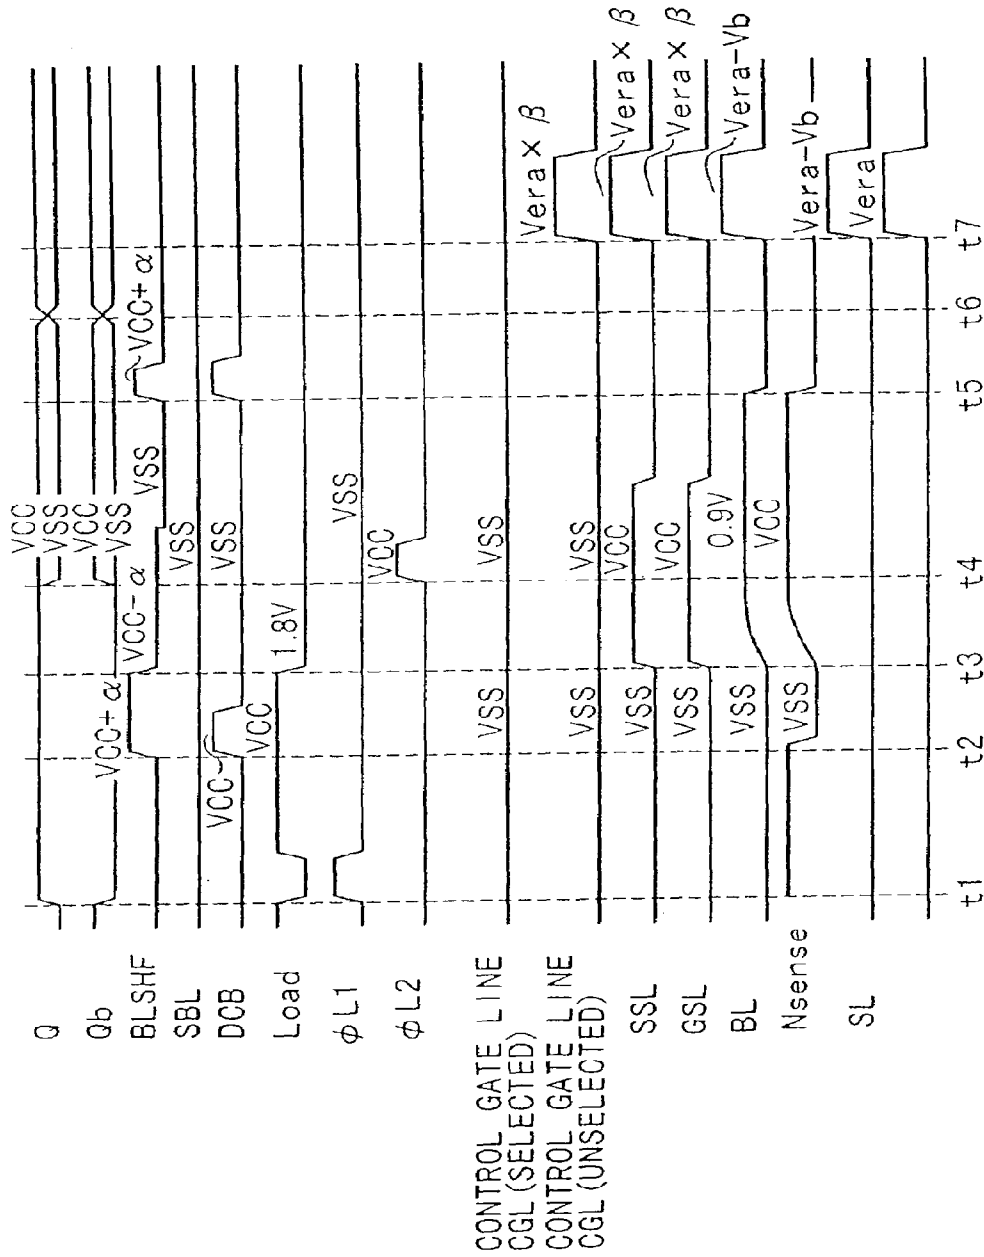 Q
VCC
VSS
Qb
VCC
VSS
BLSHF
VCC+α
VCC-α
VSS
VCC+α
SBL
VSS
DCB
VCC
VSS
Load
VCC
1.8V
φL1
VSS
φL2
VCC
CONTROL GATE LINE
CGL (SELECTED)
VSS
VSS
CONTROL GATE LINE
CGL (UNSELECTED)
VSS
VSS
Vera×β
SSL
VSS
VCC
Vera×β
GSL
VSS
VCC
Vera×β
BL
VSS
0.9V
Vera-Vb
Nsense
VSS
VCC
SL
Vera-Vb
Vera
t1
t2
t3
t4
t5
t6
t7